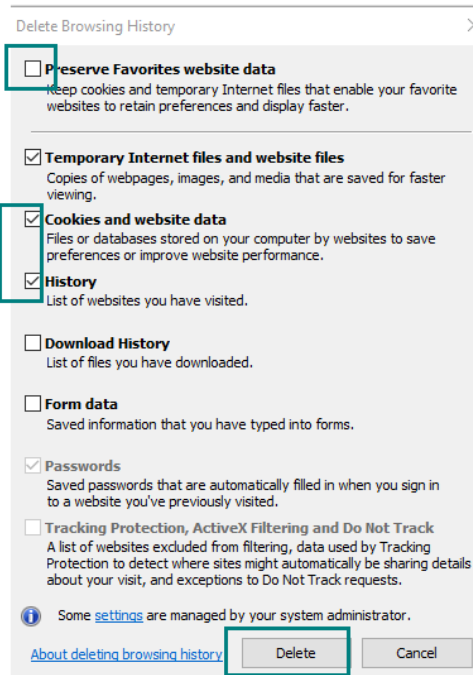 Delete Browsing History
Preserve Favorites website data
Keep cookies and temporary Internet files that enable your favorite
websites to retain preferences and display faster.
Temporary Internet files and website files
Copies of webpages, images, and media that are saved for faster
viewing.
Cookies and website data
Files or databases stored on your computer by websites to save
preferences or improve website performance.
History
List of websites you have visited.
Download History
List of files you have downloaded.
Form data
Saved information that you have typed into forms.
Passwords
Saved passwords that are automatically filled in when you sign in
to a website you've previously visited.
Tracking Protection, ActiveX Filtering and Do Not Track
A list of websites excluded from filtering, data used by Tracking
Protection to detect where sites might automatically be sharing details
about your visit, and exceptions to Do Not Track requests.
Some settings are managed by your system administrator.
About deleting browsing history Delete Cancel